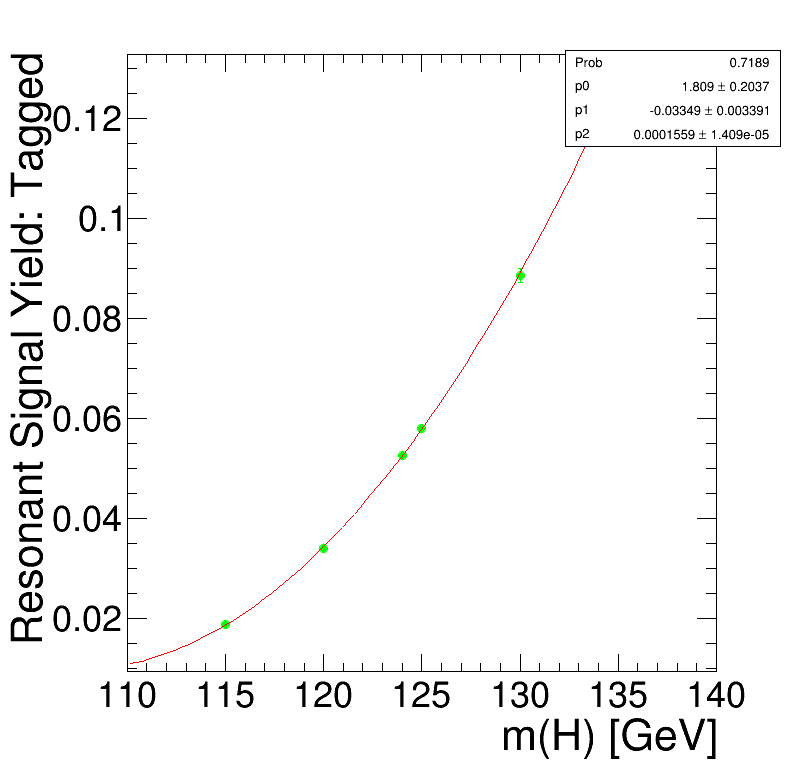 Prob 0.7189
p0 1.809 ± 0.2037
p1 -0.03349 ± 0.003391
p2 0.0001559 ± 1.409e-05
Resonant Signal Yield: Tagged
0.12
0.1
0.08
0.06
0.04
0.02
110 115 120 125 130 135 140
m(H) [GeV]